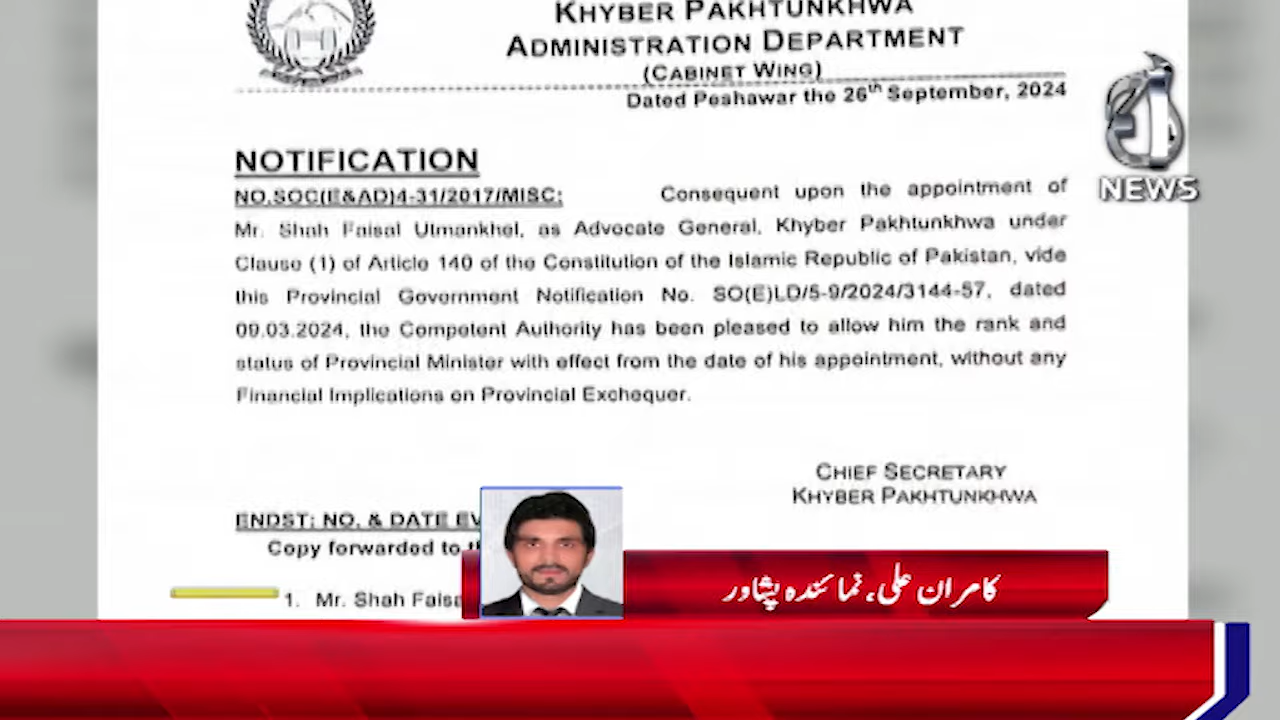 KHYBER PAKHTUNKHWA
ADMINISTRATION DEPARTMENT
(CABINET WING)
Dated Peshawar the 26th September, 2024
NOTIFICATION
NO.SOC(E&AD)4-31/2017/MISC; Consequent upon the appointment of
Mr. Shah Faisal Utmankhel, as Advocate General, Khyber Pakhtunkhwa under
Clause (1) of Article 140 of the Constitution of the Islamic Republic of Pakistan, vide
this Provincial Government Notification No. SO(E)LD/5-9/2024/3144-57, dated
09.03.2024, the Competent Authority has been pleased to allow him the rank and
status of Provincial Minister with effect from the date of his appointment, without any
Financial Implications on Provincial Exchequer.
CHIEF SECRETARY
KHYBER PAKHTUNKHWA
ENDST: NO. & DATE EV
Copy forwarded to th
1. Mr. Shah Faisa
NEWS
کامران علی، نمائندہ پشاور